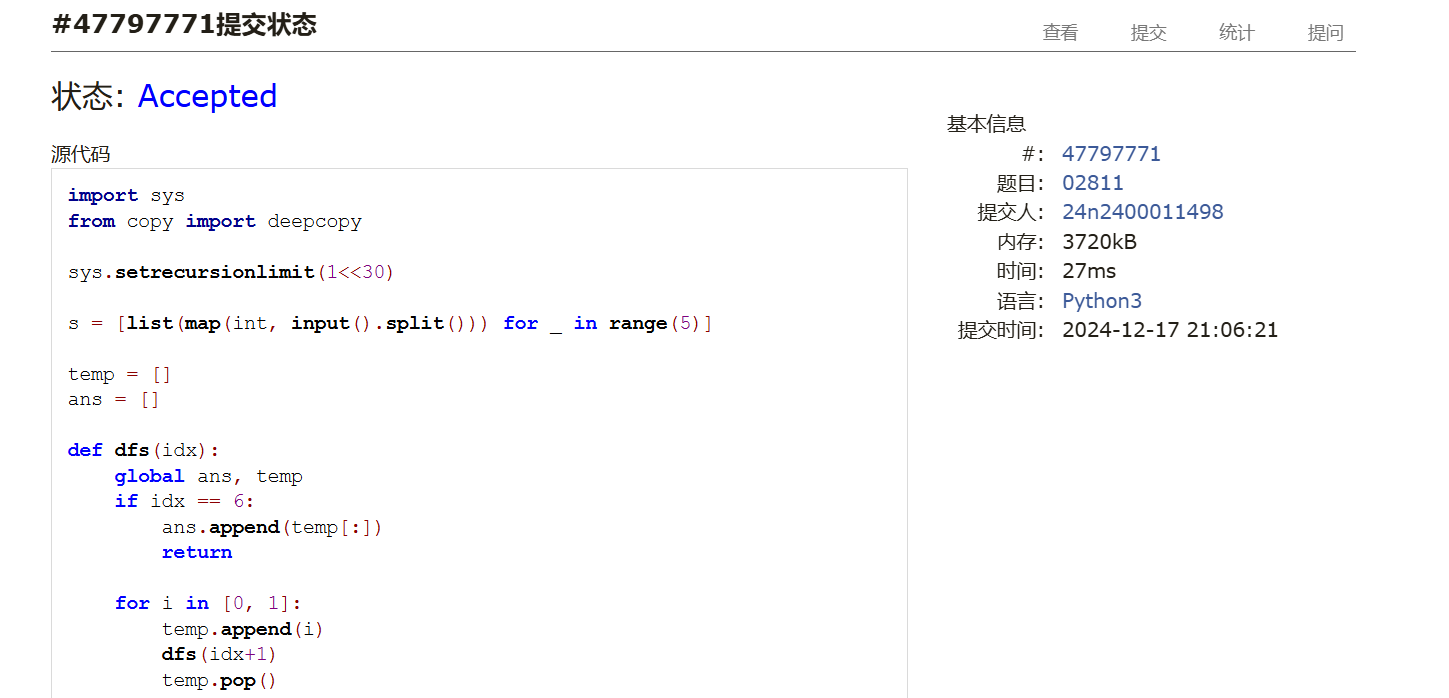 #47797771提交状态
查看 提交 统计 提问
状态: Accepted
源代码
import sys
from copy import deepcopy
sys.setrecursionlimit(1<<30)
s = [list(map(int, input().split())) for _ in range(5)]
temp = []
ans = []
def dfs(idx):
    global ans, temp
    if idx == 6:
        ans.append(temp[:])
        return
    for i in [0, 1]:
        temp.append(i)
        dfs(idx+1)
        temp.pop()
基本信息
#: 47797771
题目: 02811
提交人: 24n2400011498
内存: 3720kB
时间: 27ms
语言: Python3
提交时间: 2024-12-17 21:06:21